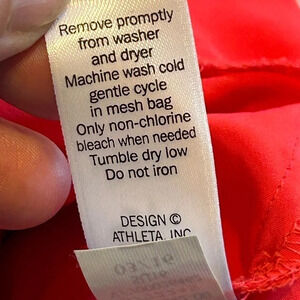 Remove promptly
from washer
and dryer
Machine wash cold
gentle cycle
in mesh bag
Only non-chlorine
bleach when needed
Tumble dry low
Do not iron
DESIGN ©
ATHLETA, INC